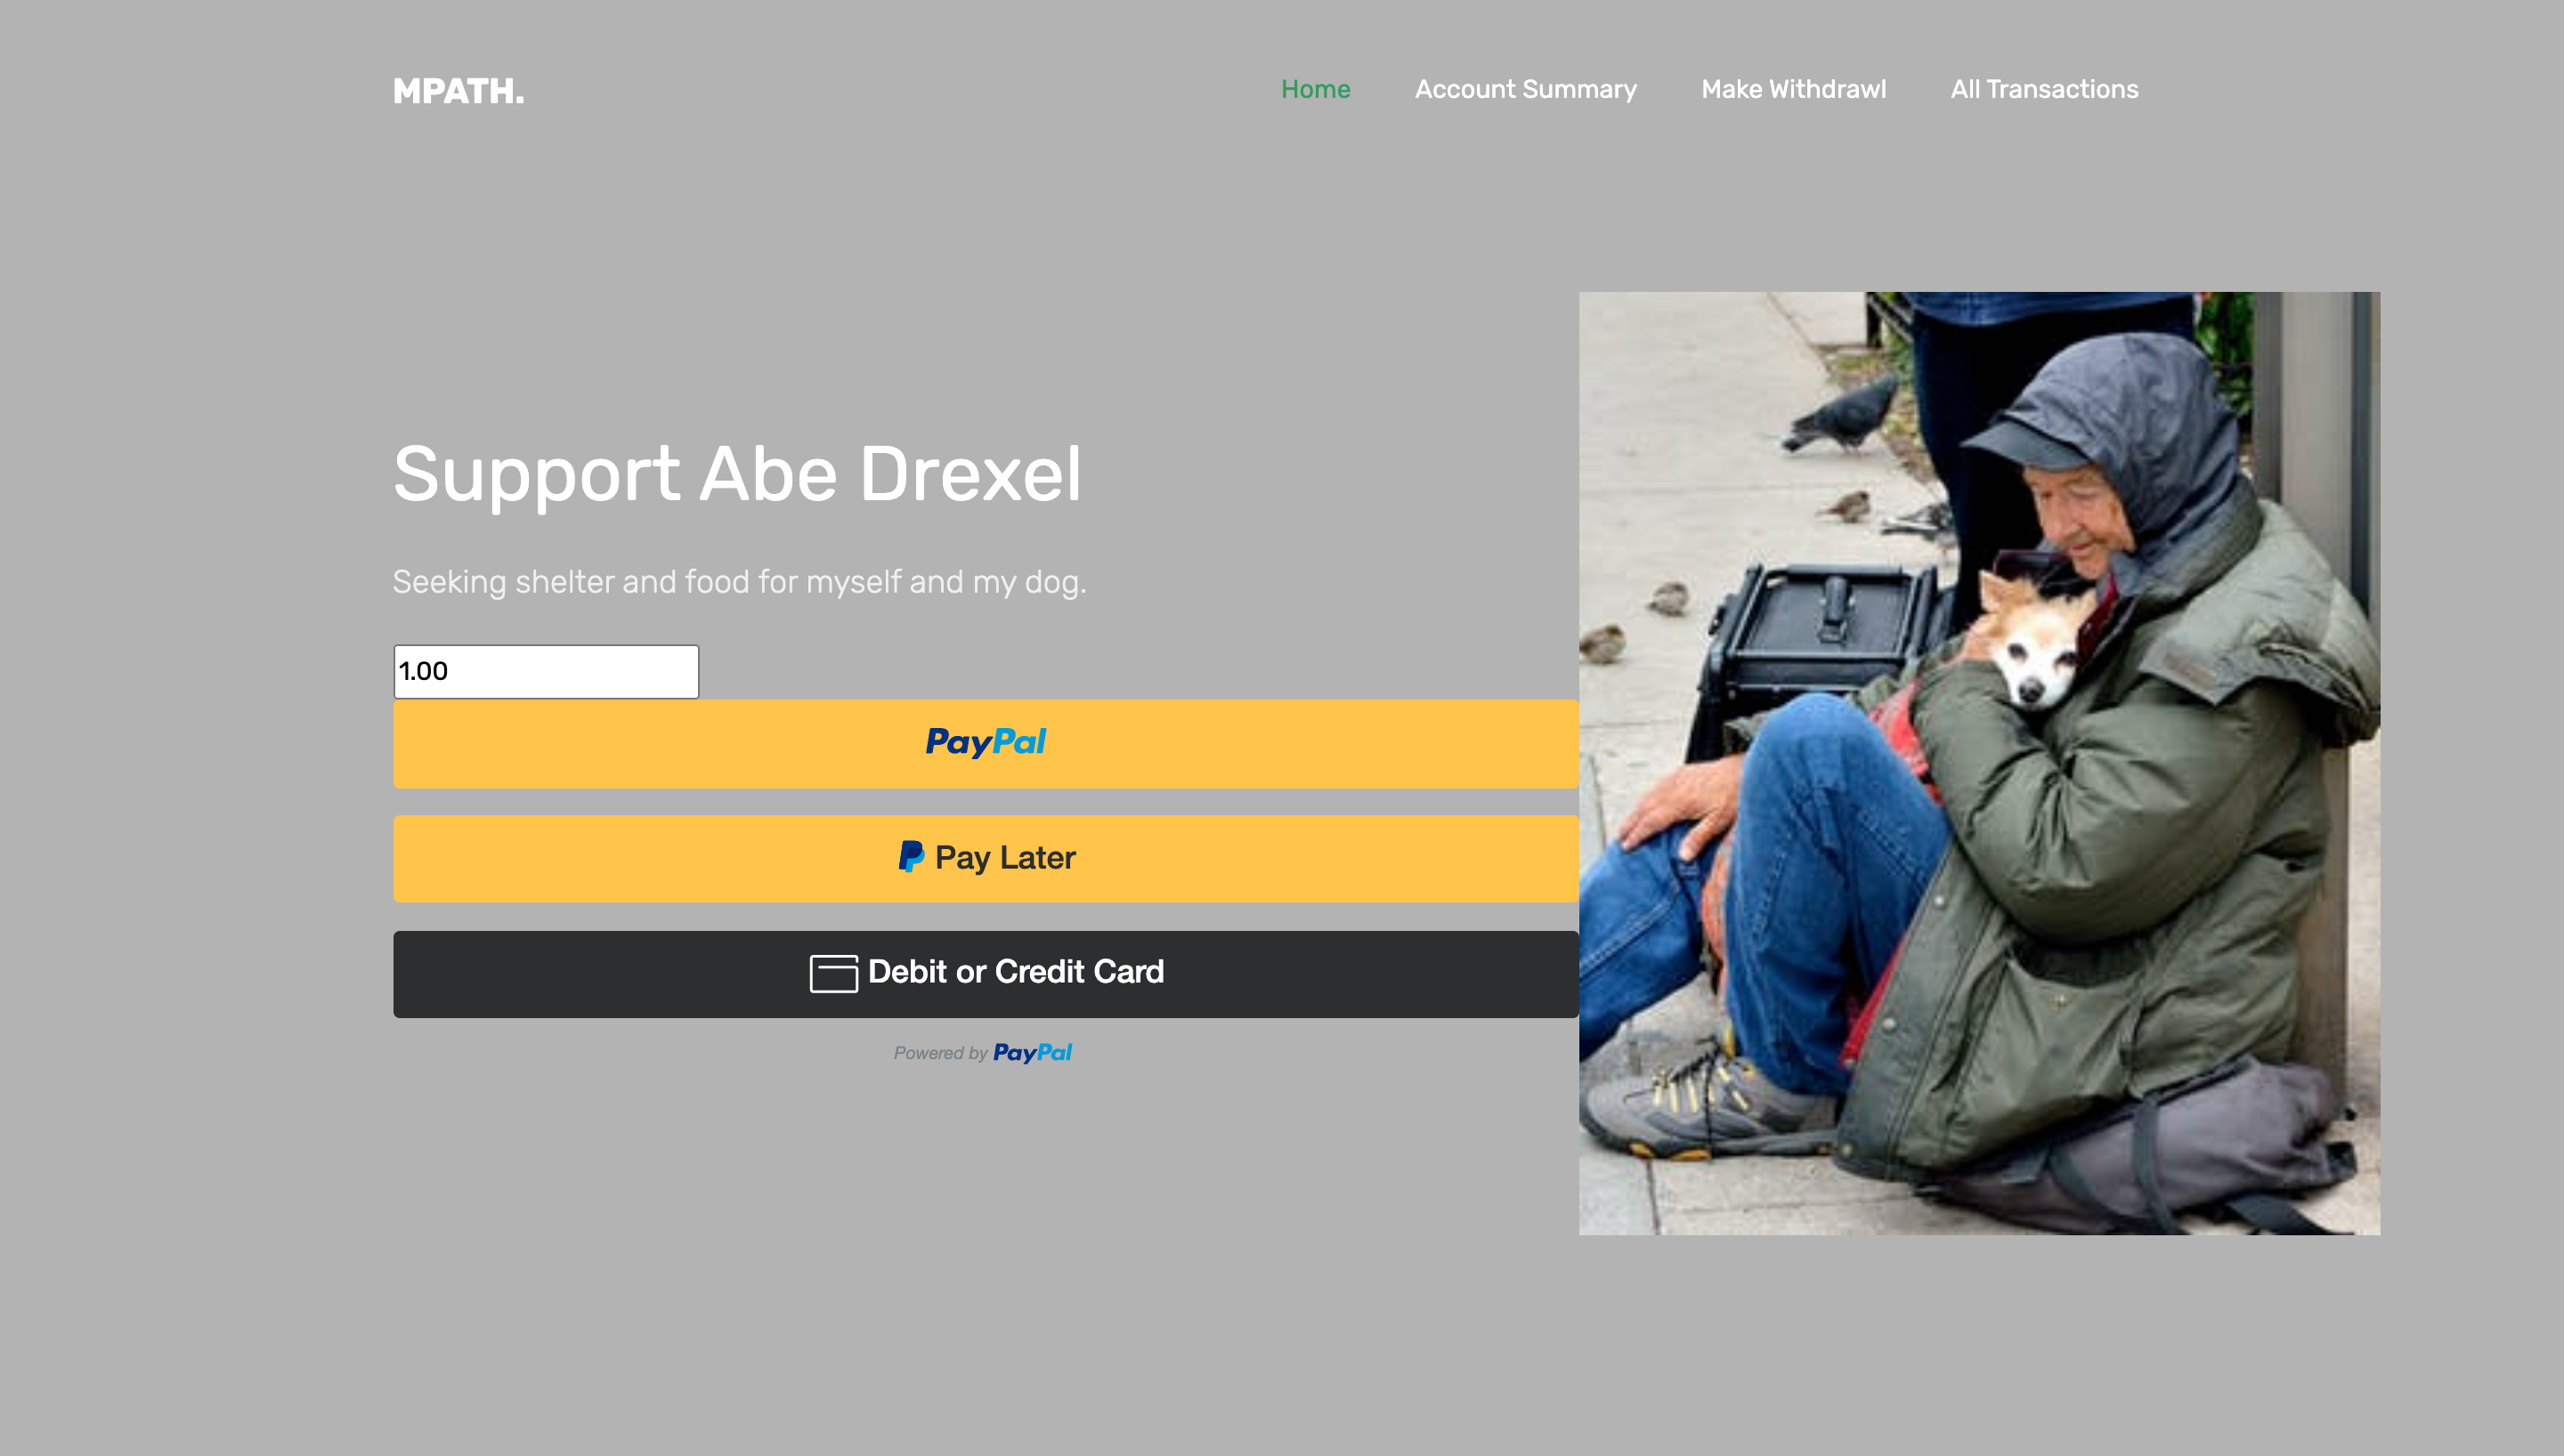 MPATH.
Home Account Summary Make Withdrawl All Transactions
Support Abe Drexel
Seeking shelter and food for myself and my dog.
1.00
PayPal
Pay Later
Debit or Credit Card
Powered by PayPal